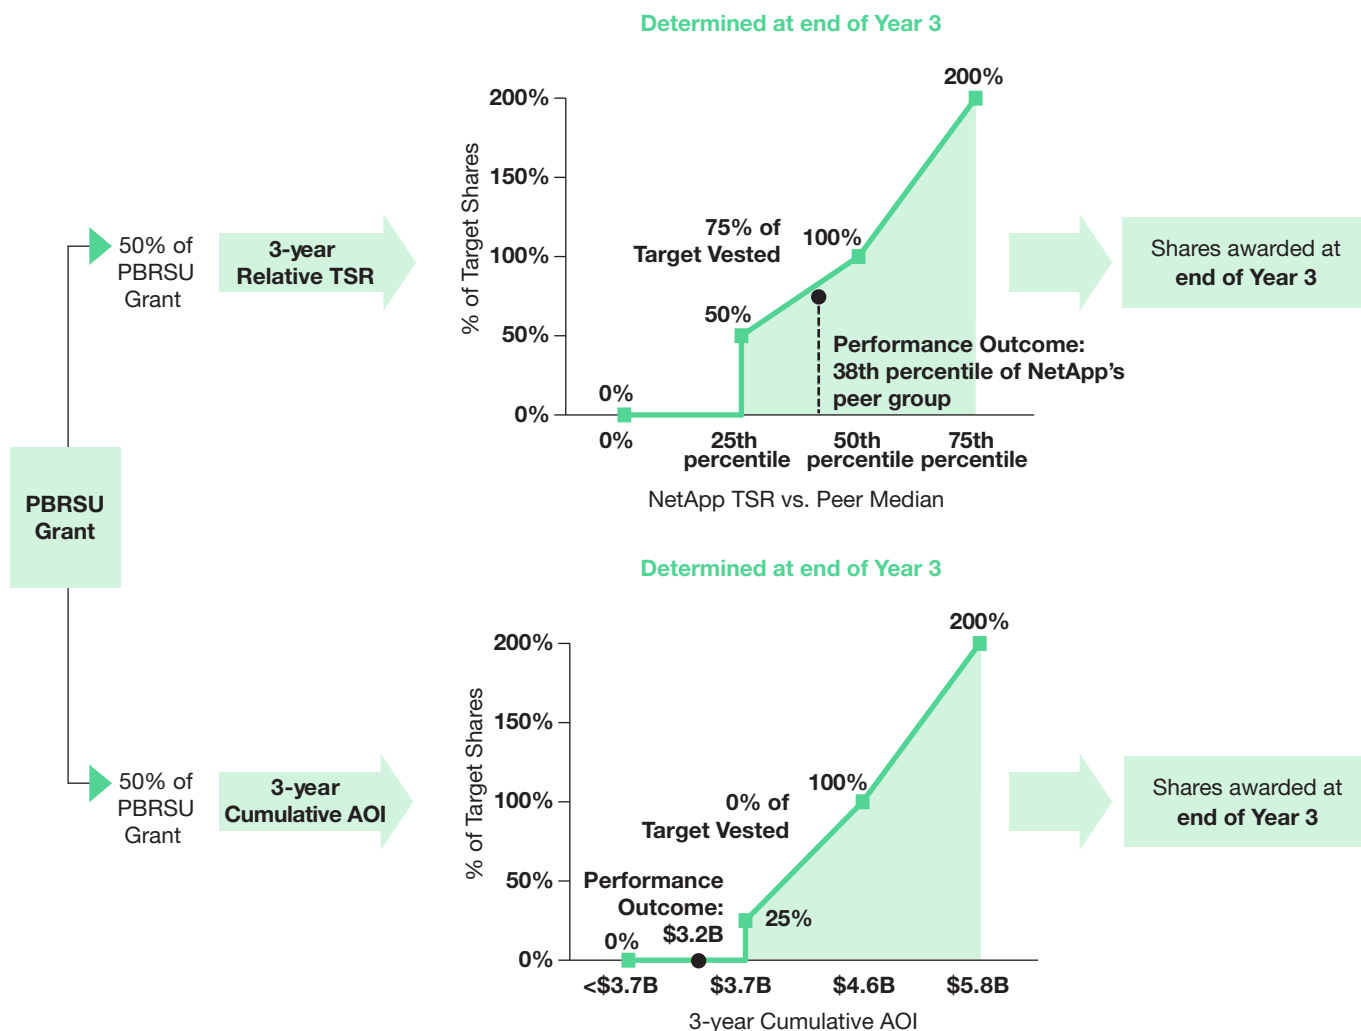 Determined at end of Year 3
200%
200%
150%
100%
50%
0%
% of Target Shares
75% of
Target Vested
100%
50%
0%
Performance Outcome:
38th percentile of NetApp’s
peer group
0%
25th
percentile
50th
percentile
75th
percentile
NetApp TSR vs. Peer Median
50% of
PBRSU
Grant
3-year
Relative TSR
Shares awarded at
end of Year 3
PBRSU
Grant
Determined at end of Year 3
200%
200%
150%
100%
50%
0%
% of Target Shares
100%
0% of
Target Vested
Performance
Outcome:
$3.2B
25%
0%
<$3.7B
$3.7B
$4.6B
$5.8B
3-year Cumulative AOI
50% of
PBRSU
Grant
3-year
Cumulative AOI
Shares awarded at
end of Year 3